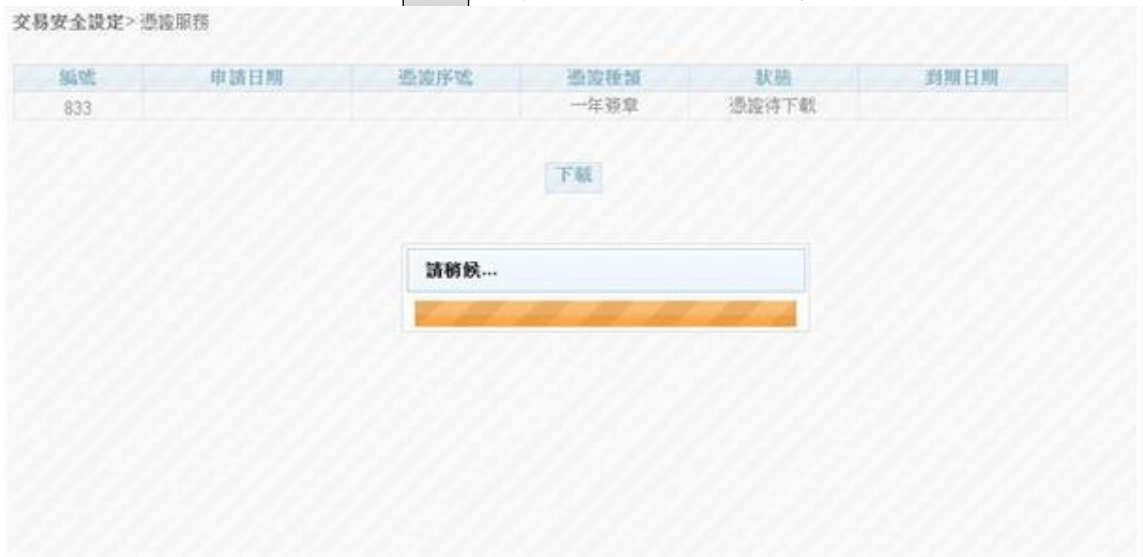 交易安全設定> 憑證服務
編號 申請日期 憑證序號 憑證種類 狀態 到期日期
833 一年簽章 憑證待下載
下載
請稍候...